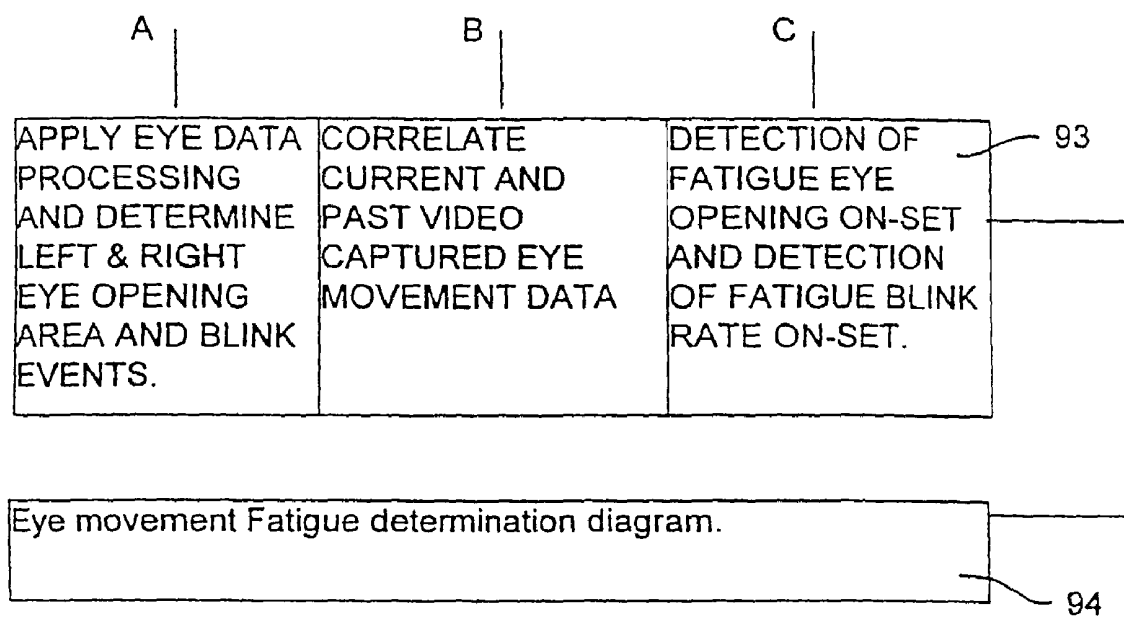 A
B
C
APPLY EYE DATA
PROCESSING
AND DETERMINE
LEFT & RIGHT
EYE OPENING
AREA AND BLINK
EVENTS.
CORRELATE
CURRENT AND
PAST VIDEO
CAPTURED EYE
MOVEMENT DATA
DETECTION OF
FATIGUE EYE
OPENING ON-SET
AND DETECTION
OF FATIGUE BLINK
RATE ON-SET.
93
Eye movement Fatigue determination diagram.
94